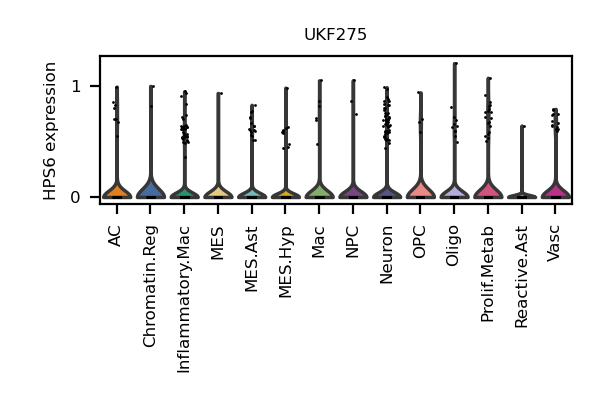 UKF275
HPS6 expression
1
0
AC
Chromatin.Reg
Inflammatory.Mac
MES
MES.Ast
MES.Hyp
Mac
NPC
Neuron
OPC
Oligo
Prolif.Metab
Reactive.Ast
Vasc